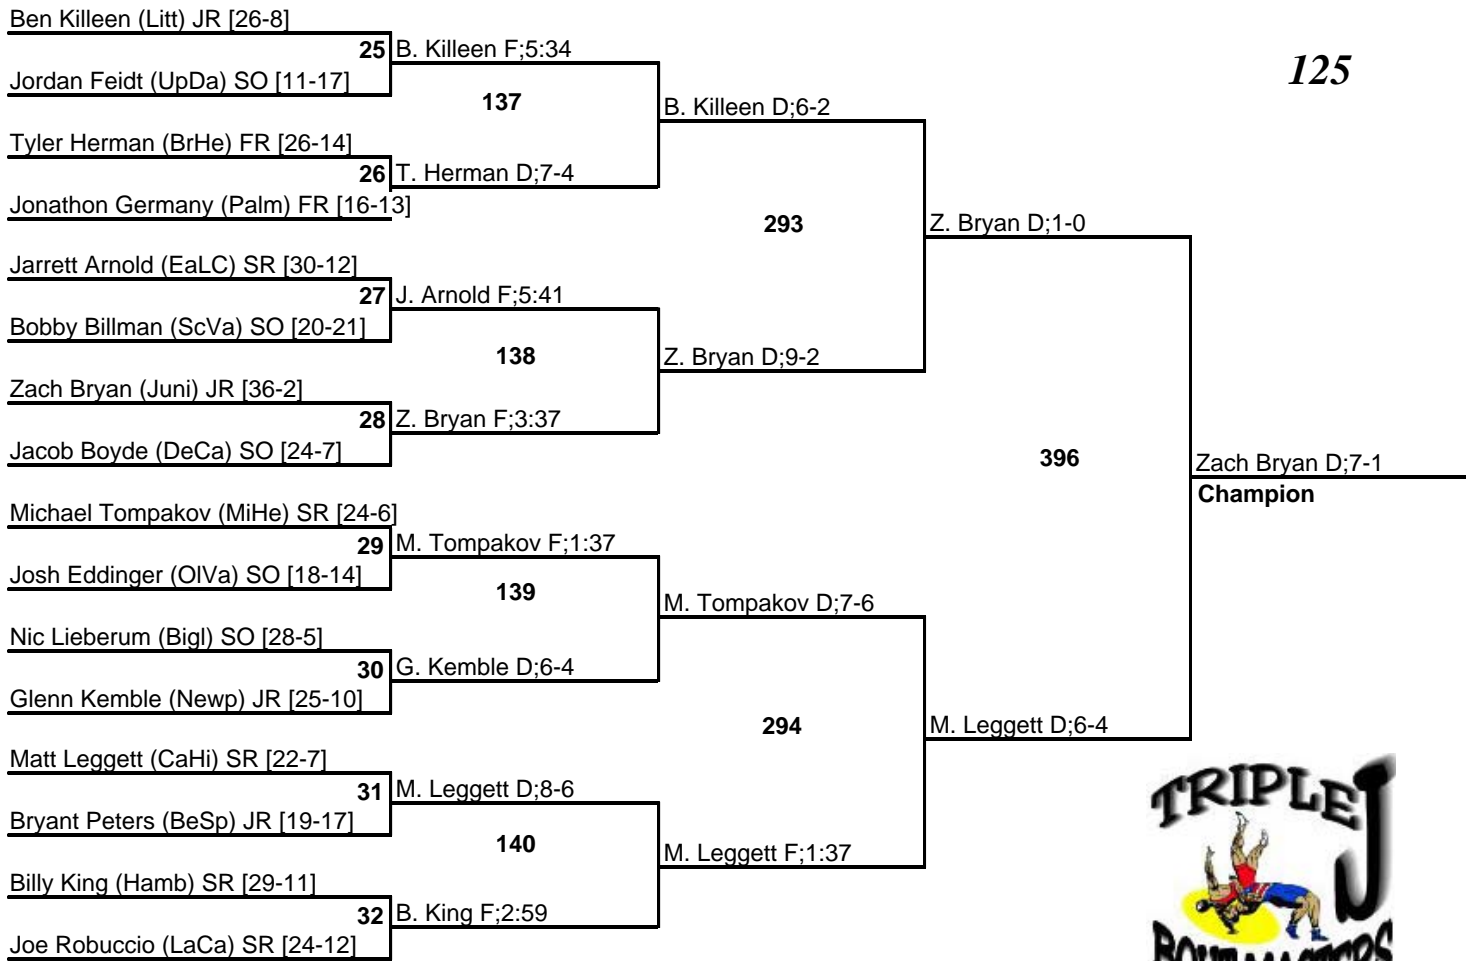 Ben Killeen (Litt) JR [26-8]
25 B. Killeen F;5:34
125
Jordan Feidt (UpDa) SO [11-17]
137
B. Killeen D;6-2
Tyler Herman (BrHe) FR [26-14]
26 T. Herman D;7-4
Jonathon Germany (Palm) FR [16-13]
293
Z. Bryan D;1-0
Jarrett Arnold (EaLC) SR [30-12]
27 J. Arnold F;5:41
Bobby Billman (ScVa) SO [20-21]
138
Z. Bryan D;9-2
Zach Bryan (Juni) JR [36-2]
28 Z. Bryan F;3:37
Jacob Boyde (DeCa) SO [24-7]
396
Zach Bryan D;7-1
Champion
Michael Tompakov (MiHe) SR [24-6]
29 M. Tompakov F;1:37
Josh Eddinger (OlVa) SO [18-14]
139
M. Tompakov D;7-6
Nic Lieberum (Bigl) SO [28-5]
30 G. Kemble D;6-4
Glenn Kemble (Newp) JR [25-10]
294
M. Leggett D;6-4
Matt Leggett (CaHi) SR [22-7]
31 M. Leggett D;8-6
Bryant Peters (BeSp) JR [19-17]
140
M. Leggett F;1:37
Billy King (Hamb) SR [29-11]
32 B. King F;2:59
Joe Robuccio (LaCa) SR [24-12]
TRIPLE J
BOUT MASTERS